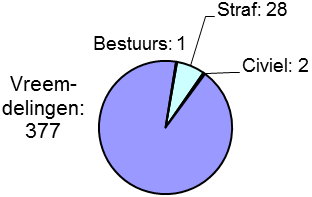 Straf: 28
Bestuurs: 1
Civiel: 2
Vreem-
delingen:
377